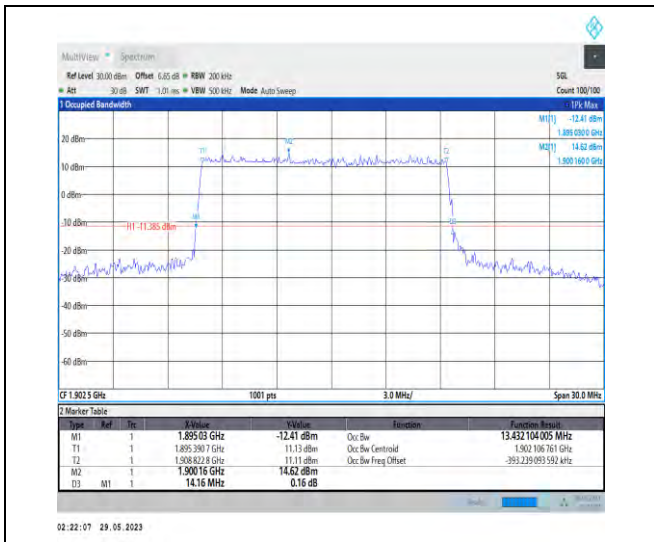 MultiView Spectrum
Ref Level 30.00 dBm Offset 6.65 dB RBW 200 kHz SGL
Att 30 dB SWT 1.01 ms VBW 500 kHz Mode Auto Sweep Count 100/100
1 Occupied Bandwidth 1Pk Max
M1[1] -12.41 dBm
1.895 030 0 GHz
M2[1] 14.62 dBm
1.900 160 0 GHz
20 dBm
M2
T1 T2
10 dBm
0 dBm
-10 dBm
M1
H1 -11.385 dBm
-20 dBm
-30 dBm
-40 dBm
-50 dBm
-60 dBm
CF 1.902 5 GHz 1001 pts 3.0 MHz/ Span 30.0 MHz
2 Marker Table
Type Ref Trc X-Value Y-Value Function Function Result
M1 1 1.895 03 GHz -12.41 dBm Occ Bw 13.432 104 005 MHz
T1 1 1.895 390 7 GHz 11.13 dBm Occ Bw Centroid 1.902 106 761 GHz
T2 1 1.908 822 8 GHz 11.11 dBm Occ Bw Freq Offset -393.239 093 592 kHz
M2 1 1.900 16 GHz 14.62 dBm
D3 M1 1 14.16 MHz 0.16 dB
02:22:07 29.05.2023